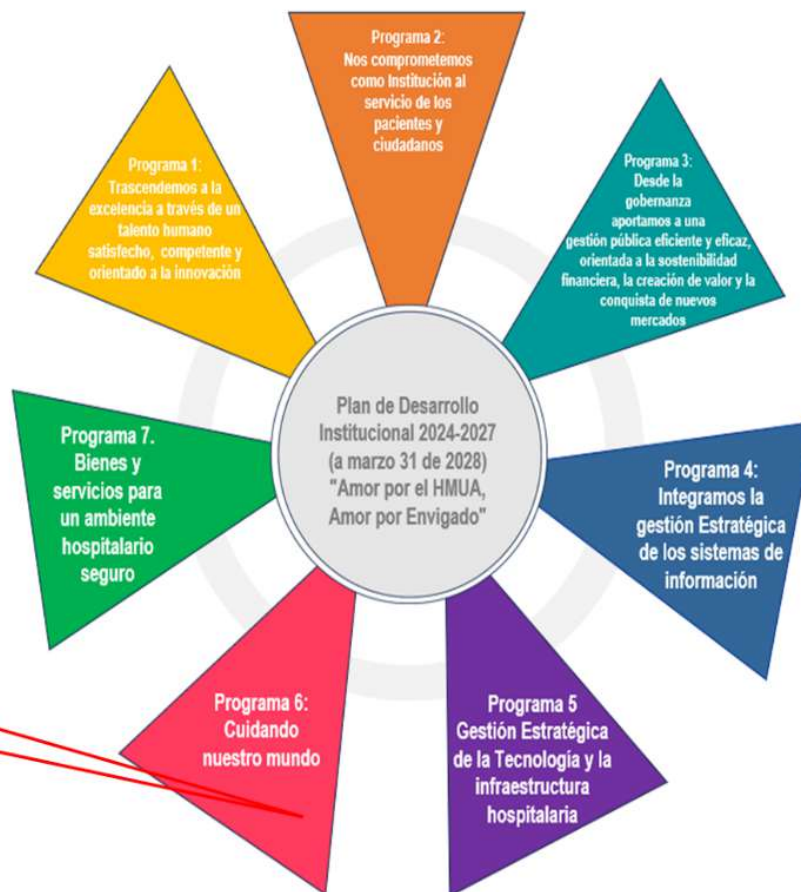 Programa 1:
Trascendemos a la
excelencia a través de un
talento humano
satisfecho, competente y
orientado a la innovación
Programa 2:
Nos comprometemos
como Institución al
servicio de los
pacientes y
ciudadanos
Programa 3:
Desde la
gobernanza
aportamos a una
gestión pública eficiente y eficaz,
orientada a la sostenibilidad
financiera, la creación de valor y la
conquista de nuevos
mercados
Programa 4:
Integramos la
gestión Estratégica
de los sistemas de
información
Programa 5
Gestión Estratégica
de la Tecnología y la
infraestructura
hospitalaria
Programa 6:
Cuidando
nuestro mundo
Programa 7.
Bienes y
servicios para
un ambiente
hospitalario
seguro
Plan de Desarrollo
Institucional 2024-2027
(a marzo 31 de 2028)
"Amor por el HMUA,
Amor por Envigado"